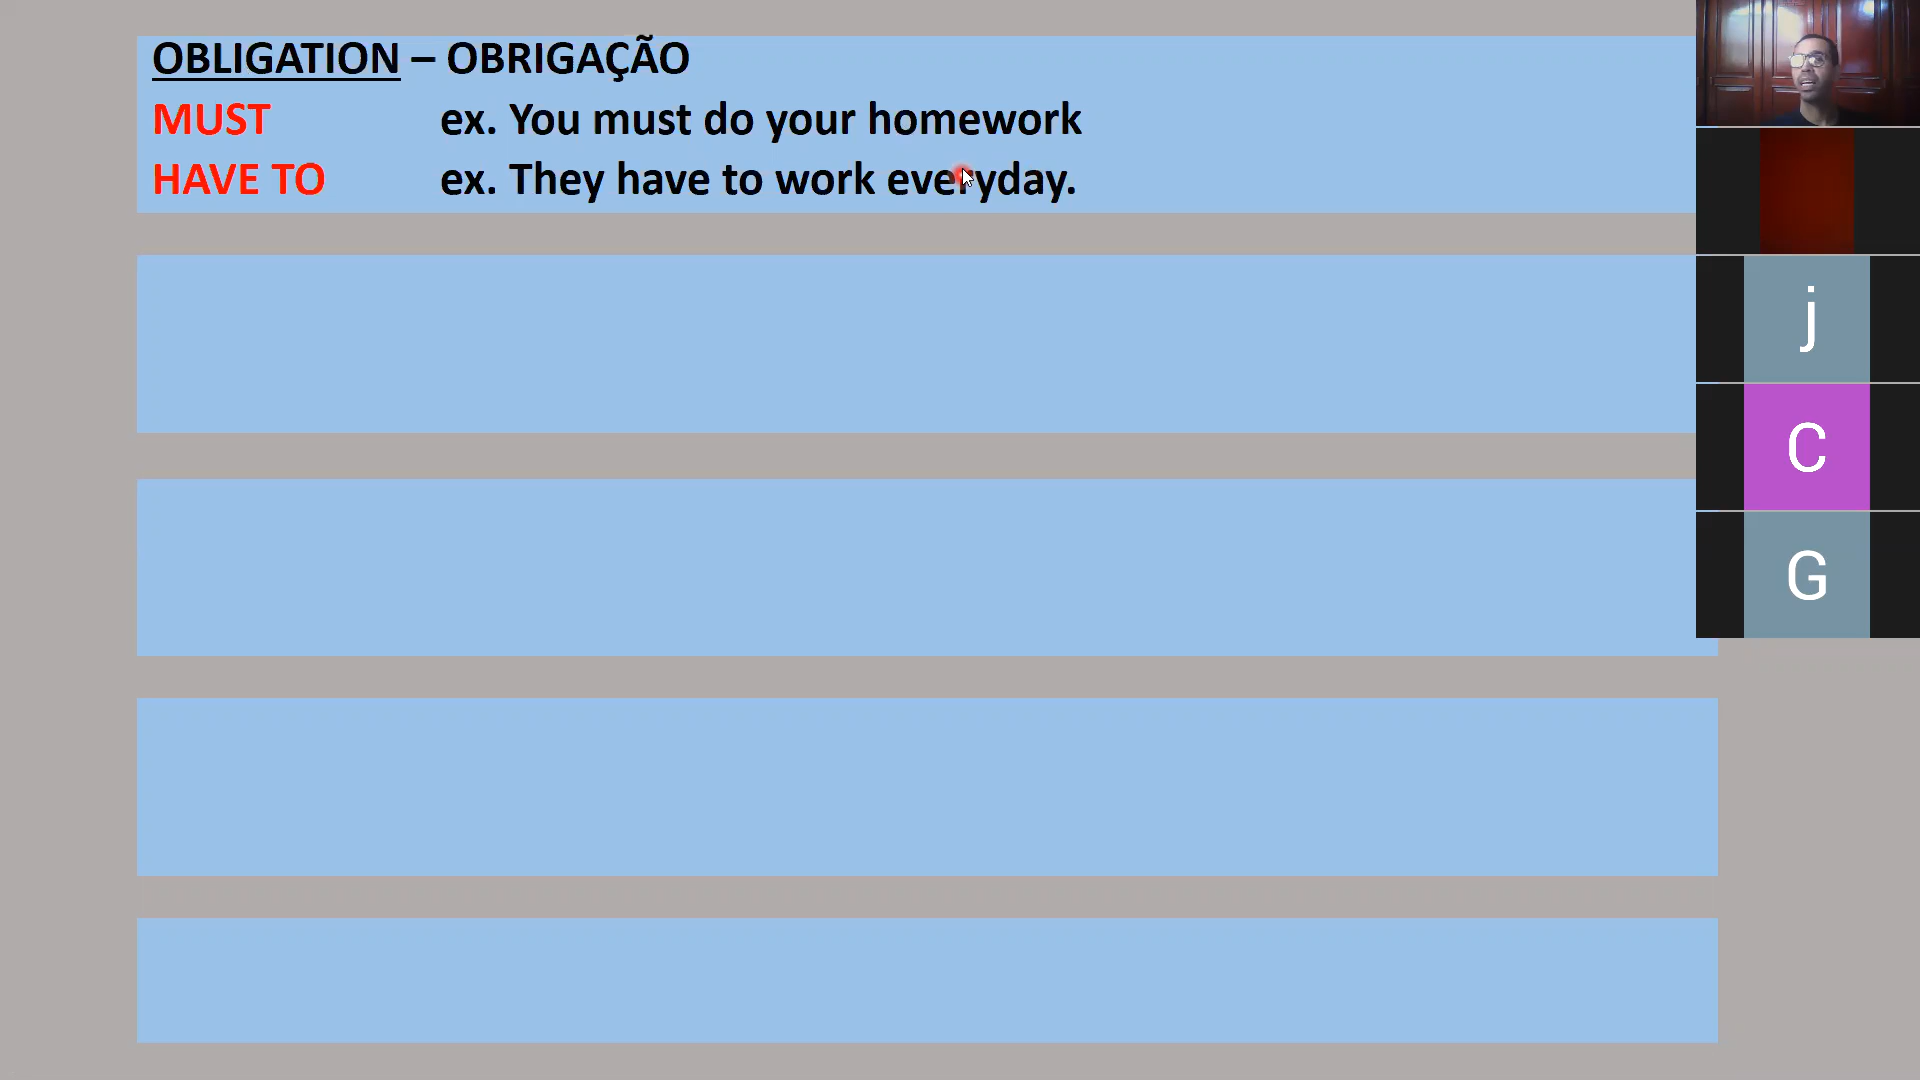 OBLIGATION – OBRIGAÇÃO
MUST ex. You must do your homework
HAVE TO ex. They have to work everyday.
j
C
G